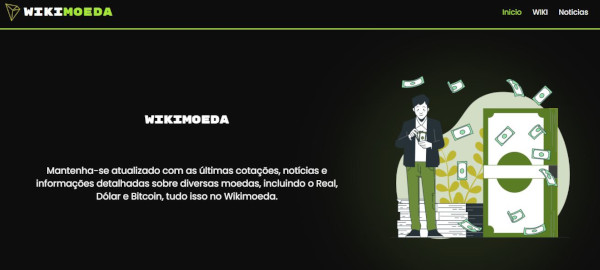 WIKIMOEDA
Início WIKI Notícias
WIKIMOEDA
Mantenha-se atualizado com as últimas cotações, notícias e
informações detalhadas sobre diversas moedas, incluindo o Real,
Dólar e Bitcoin, tudo isso no Wikimoeda.